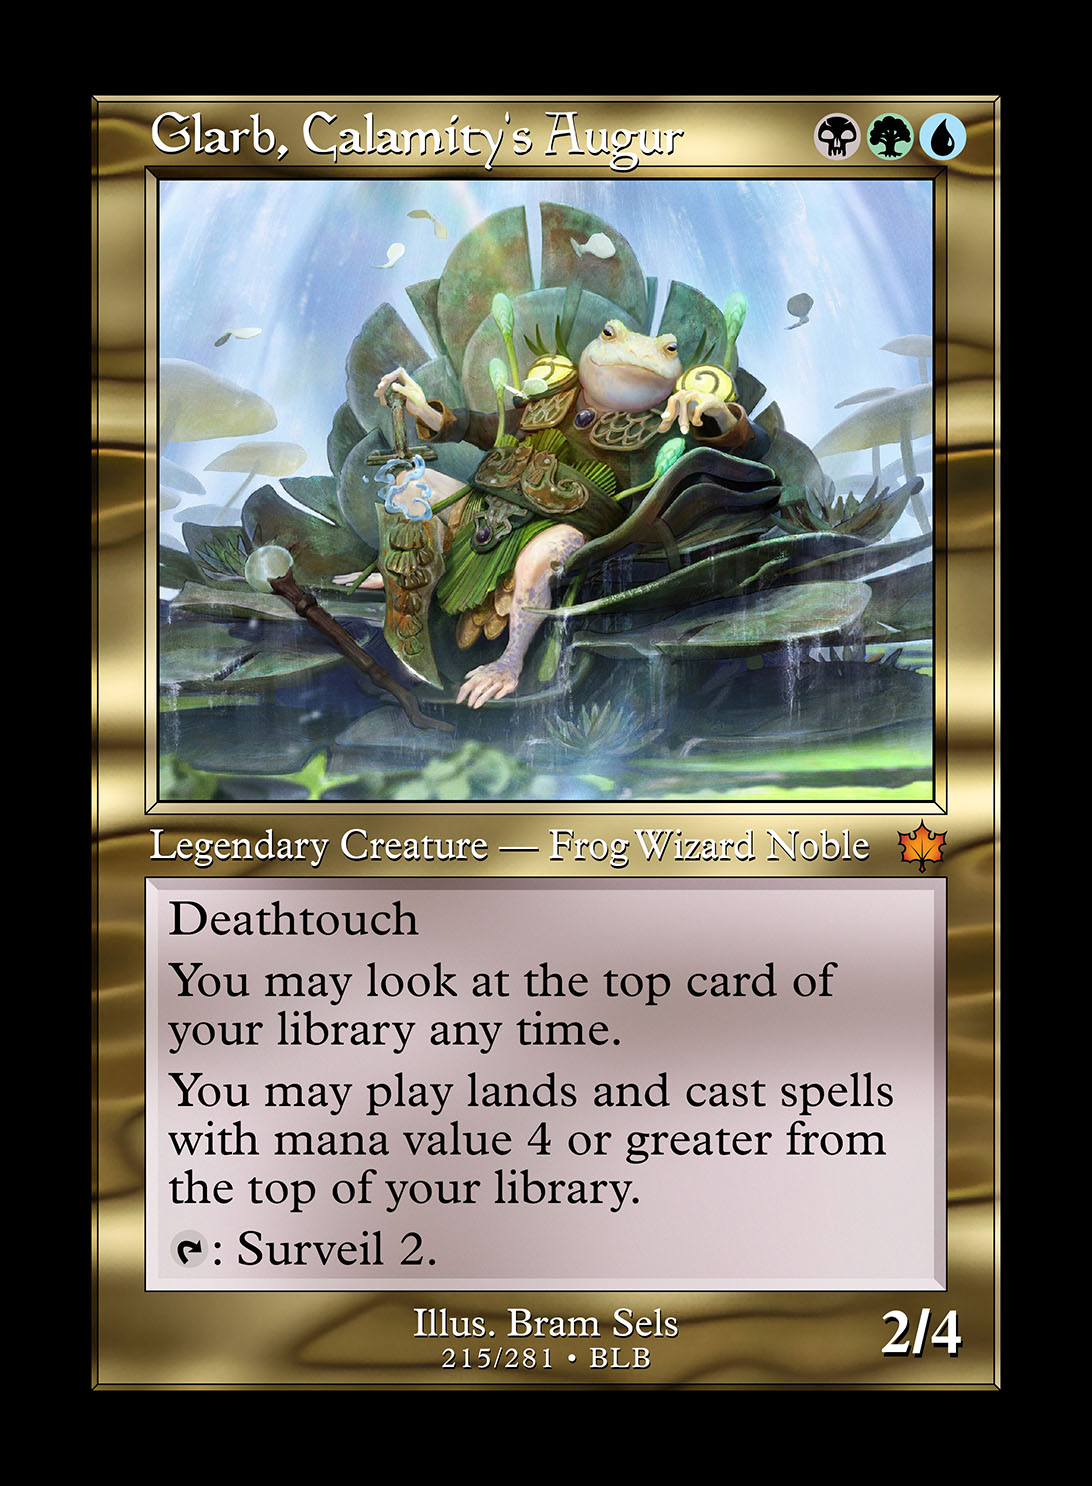 Glarb, Calamity's Augur
Legendary Creature — Frog Wizard Noble
Deathtouch
You may look at the top card of
your library any time.
You may play lands and cast spells
with mana value 4 or greater from
the top of your library.
: Surveil 2.
Illus. Bram Sels
2/4
215/281 • BLB